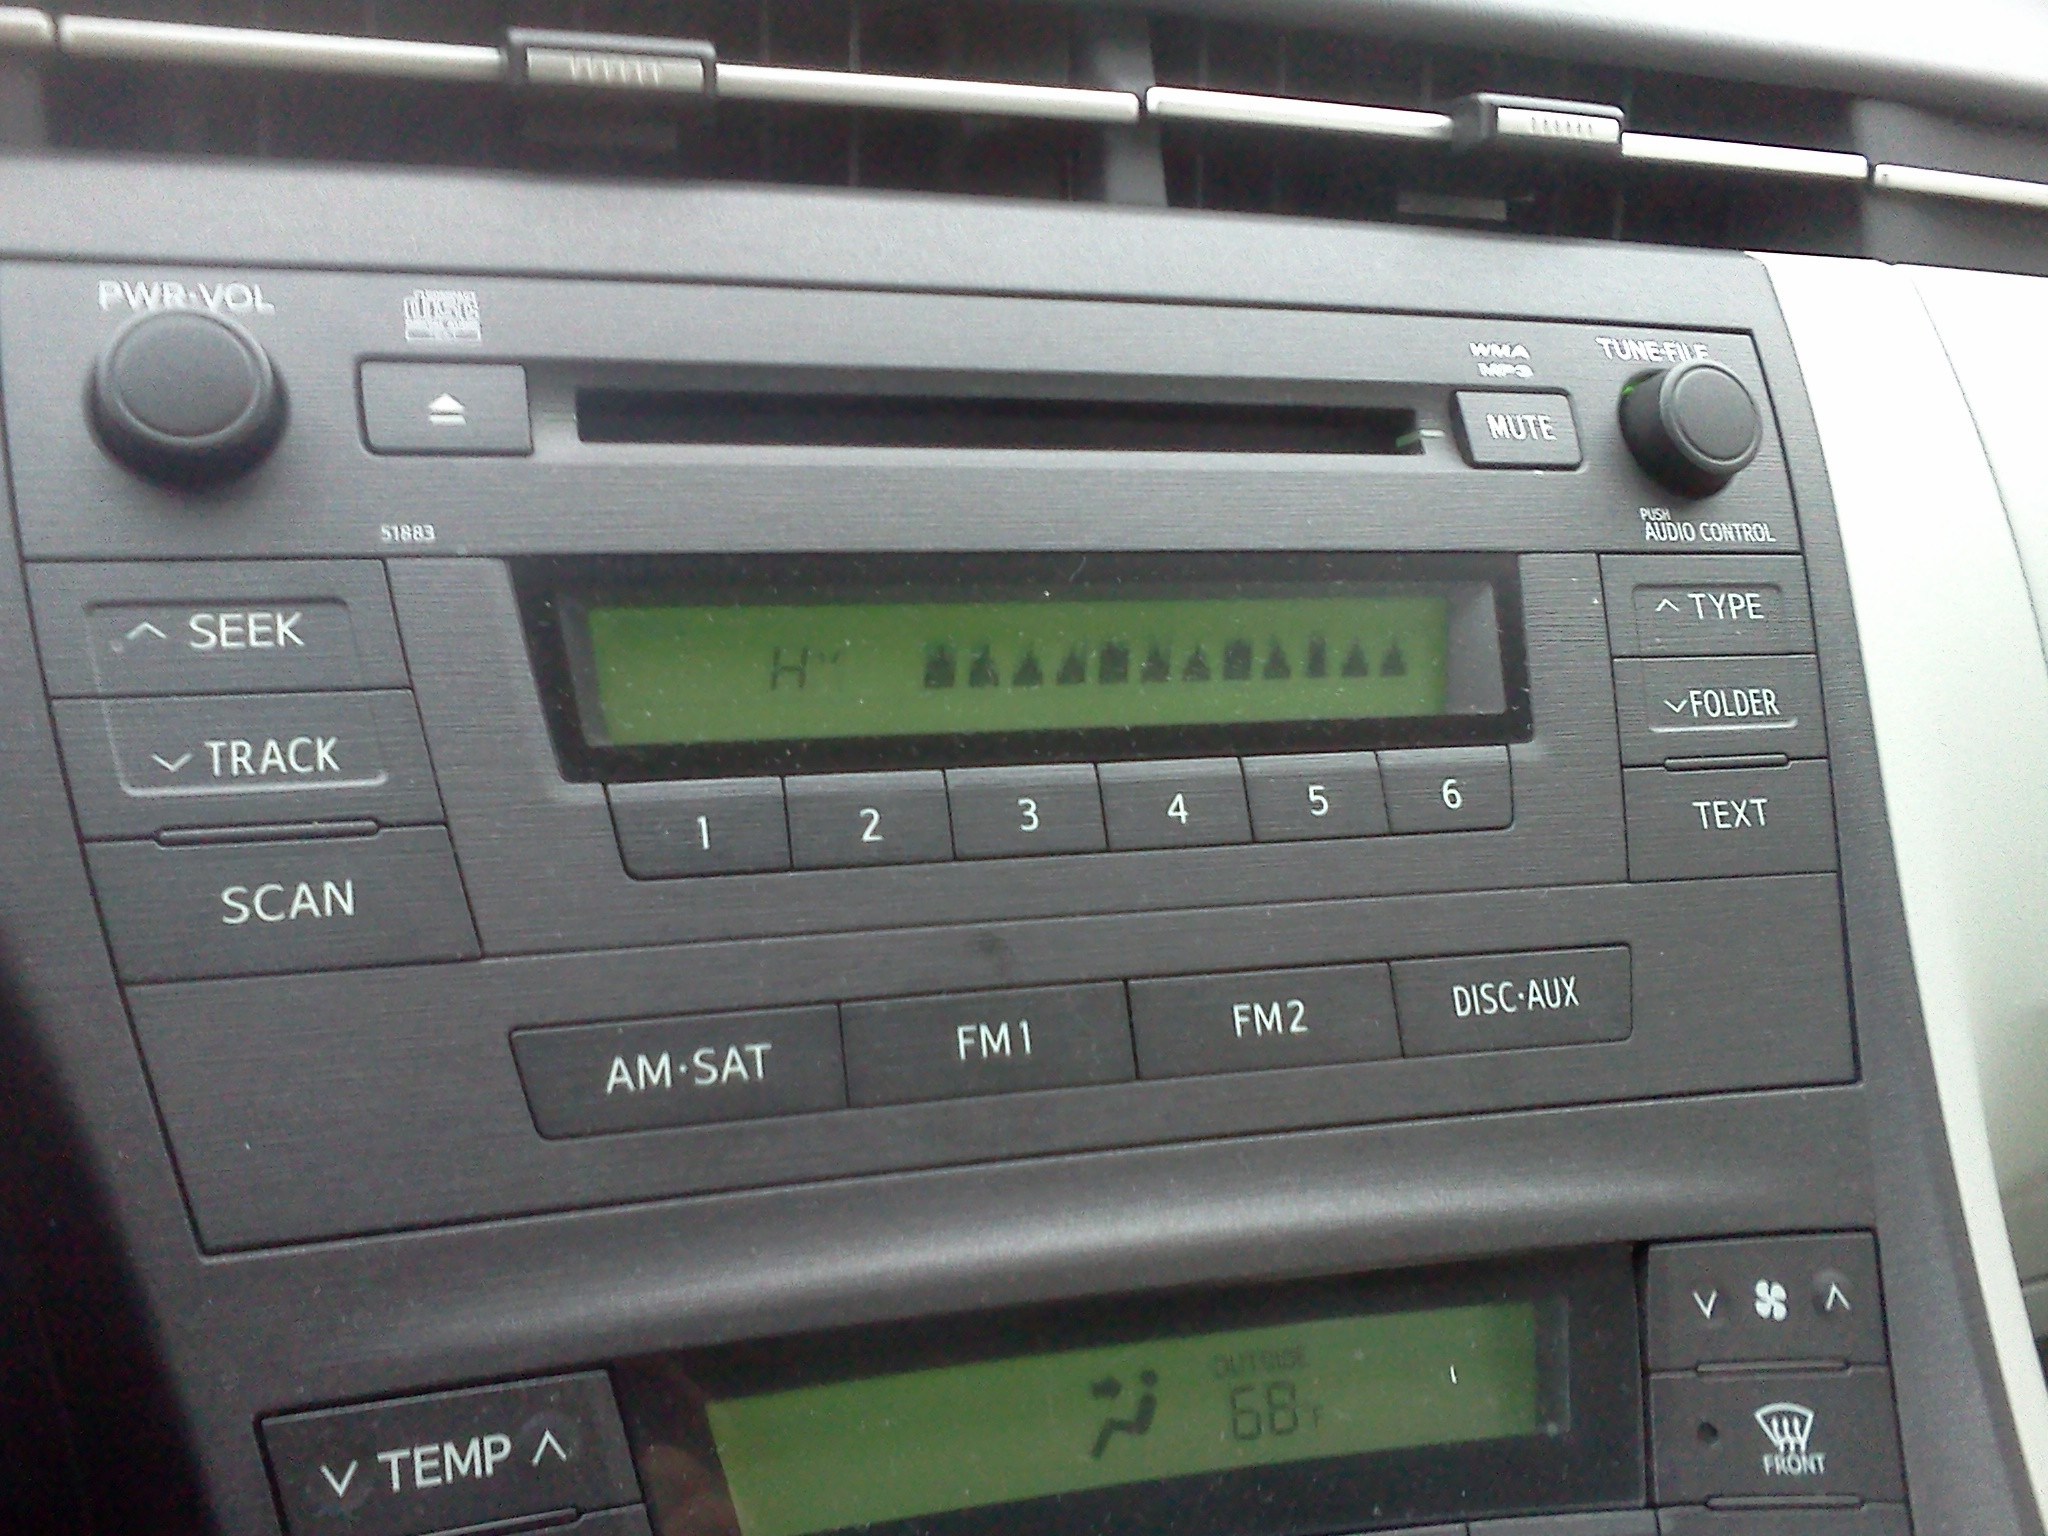 PWR·VOL
WMA
MP3
TUNE·FILE
MUTE
51883
PUSH
AUDIO CONTROL
∧ SEEK
∨ TRACK
SCAN
∧ TYPE
∨ FOLDER
TEXT
1 2 3 4 5 6
AM·SAT FM1 FM2 DISC·AUX
OUTSIDE
68°F
∨ TEMP ∧
FRONT